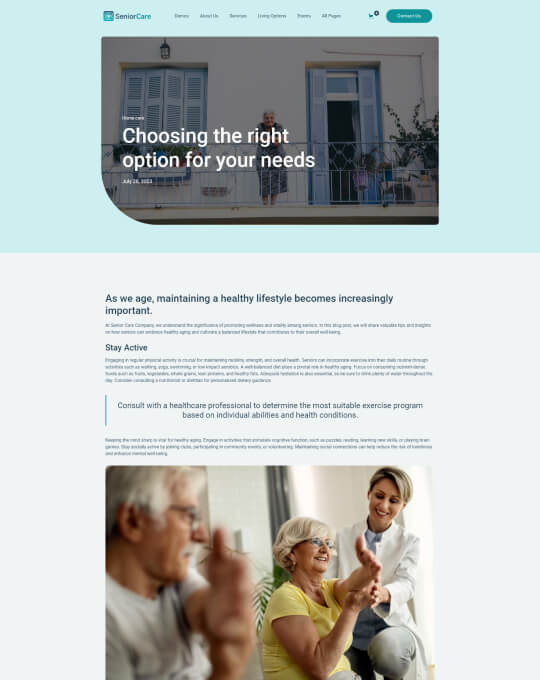 SeniorCare
Demos About Us Services Living Options Events All Pages 0 Contact Us
Home care
Choosing the right
option for your needs
July 28, 2023
As we age, maintaining a healthy lifestyle becomes increasingly
important.
At Senior Care Company, we understand the significance of promoting wellness and vitality among seniors. In this blog post, we will share valuable tips and insights
on how seniors can embrace healthy aging and cultivate a balanced lifestyle that contributes to their overall well-being.
Stay Active
Engaging in regular physical activity is crucial for maintaining mobility, strength, and overall health. Seniors can incorporate exercise into their daily routine through
activities such as walking, yoga, swimming, or low-impact aerobics. A well-balanced diet plays a pivotal role in healthy aging. Focus on consuming nutrient-dense
foods such as fruits, vegetables, whole grains, lean proteins, and healthy fats. Adequate hydration is also essential, so be sure to drink plenty of water throughout the
day. Consider consulting a nutritionist or dietitian for personalized dietary guidance
Consult with a healthcare professional to determine the most suitable exercise program
based on individual abilities and health conditions.
Keeping the mind sharp is vital for healthy aging. Engage in activities that stimulate cognitive function, such as puzzles, reading, learning new skills, or playing brain
games. Stay socially active by joining clubs, participating in community events, or volunteering. Maintaining social connections can help reduce the risk of loneliness
and enhance mental well-being.